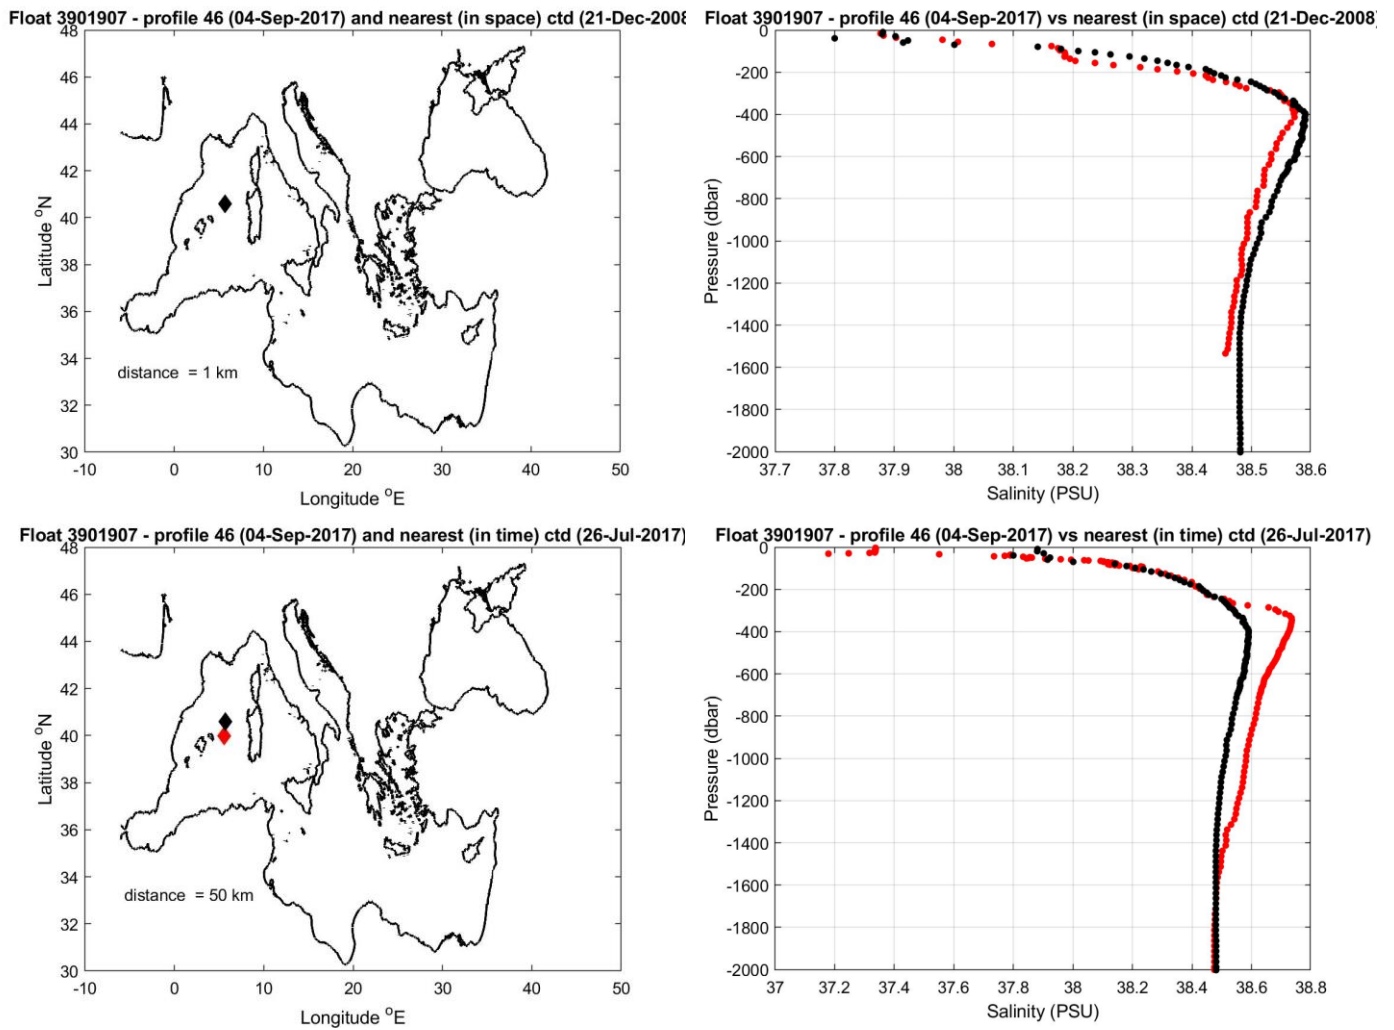 Float 3901907 - profile 46 (04-Sep-2017) and nearest (in space) ctd (21-Dec-2008
48
46
44
42
40
38
36
34
32
30
Latitude °N
distance = 1 km
-10 0 10 20 30 40 50
Longitude °E
Float 3901907 - profile 46 (04-Sep-2017) vs nearest (in space) ctd (21-Dec-2008)
0
-200
-400
-600
-800
-1000
-1200
-1400
-1600
-1800
-2000
Pressure (dbar)
37.7 37.8 37.9 38 38.1 38.2 38.3 38.4 38.5 38.6
Salinity (PSU)
Float 3901907 - profile 46 (04-Sep-2017) and nearest (in time) ctd (26-Jul-2017)
48
46
44
42
40
38
36
34
32
30
Latitude °N
distance = 50 km
-10 0 10 20 30 40 50
Longitude °E
Float 3901907 - profile 46 (04-Sep-2017) vs nearest (in time) ctd (26-Jul-2017)
0
-200
-400
-600
-800
-1000
-1200
-1400
-1600
-1800
-2000
Pressure (dbar)
37 37.2 37.4 37.6 37.8 38 38.2 38.4 38.6 38.8
Salinity (PSU)